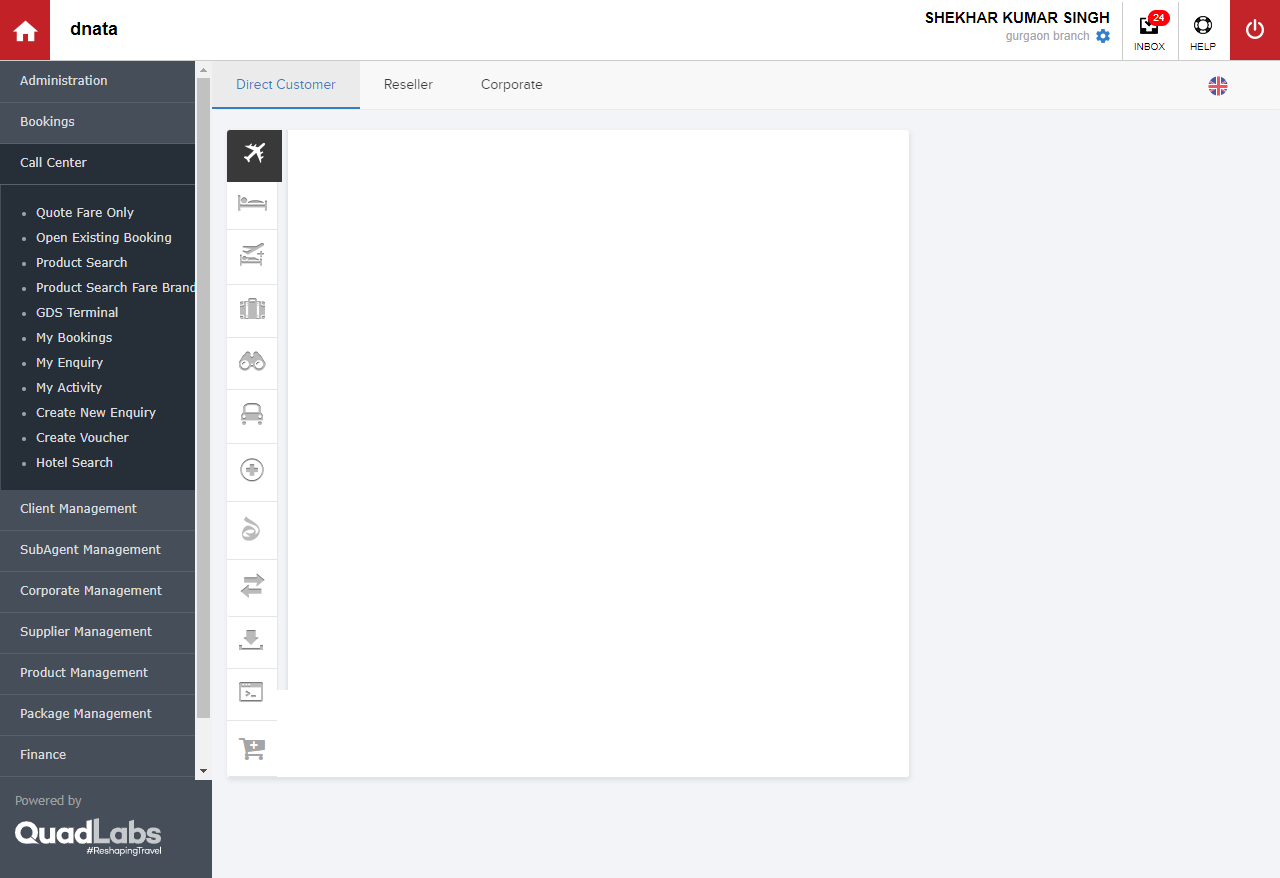 dnata
SHEKHAR KUMAR SINGH
gurgaon branch
24
INBOX
HELP
Administration
Bookings
Call Center
Quote Fare Only
Open Existing Booking
Product Search
Product Search Fare Brand
GDS Terminal
My Bookings
My Enquiry
My Activity
Create New Enquiry
Create Voucher
Hotel Search
Client Management
SubAgent Management
Corporate Management
Supplier Management
Product Management
Package Management
Finance
Powered by
QuadLabs
#ReshapingTravel
Direct Customer
Reseller
Corporate